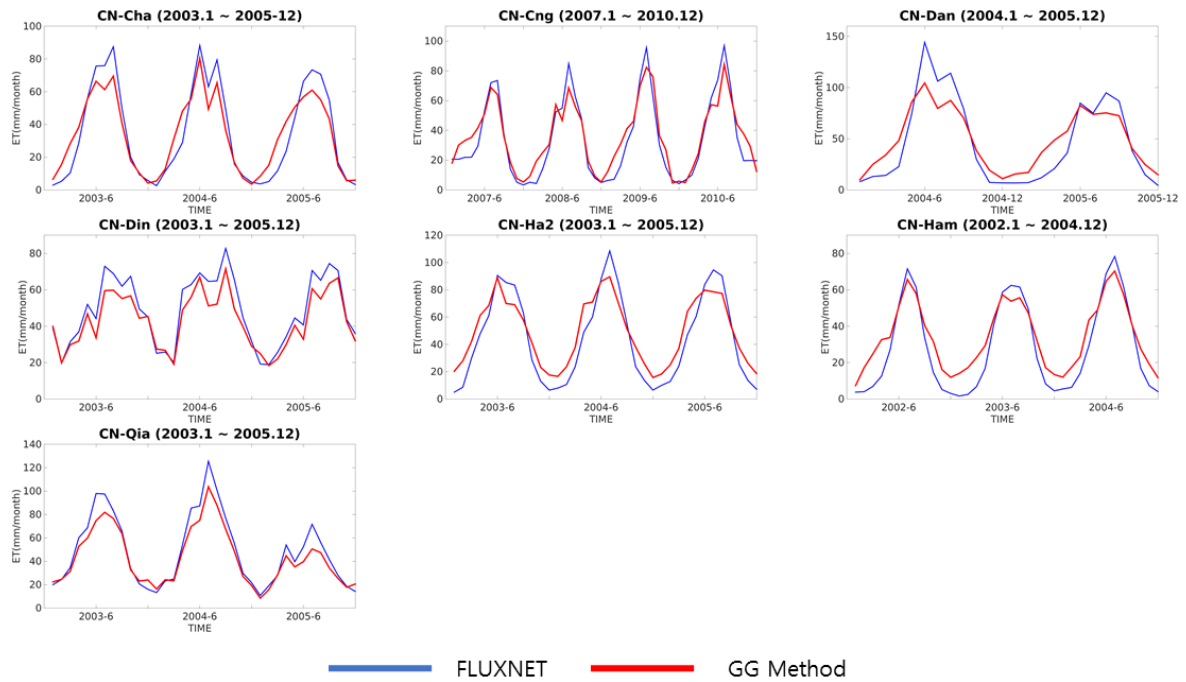 CN-Cha (2003.1 ~ 2005-12)
100
80
60
40
20
0
ET(mm/month)
2003-6 2004-6 2005-6
TIME
CN-Cng (2007.1 ~ 2010.12)
100
80
60
40
20
0
ET(mm/month)
2007-6 2008-6 2009-6 2010-6
TIME
CN-Dan (2004.1 ~ 2005.12)
150
100
50
0
ET(mm/month)
2004-6 2004-12 2005-6 2005-12
TIME
CN-Din (2003.1 ~ 2005.12)
80
60
40
20
0
ET(mm/month)
2003-6 2004-6 2005-6
TIME
CN-Ha2 (2003.1 ~ 2005.12)
120
100
80
60
40
20
0
ET(mm/month)
2003-6 2004-6 2005-6
TIME
CN-Ham (2002.1 ~ 2004.12)
80
60
40
20
0
ET(mm/month)
2002-6 2003-6 2004-6
TIME
CN-Qia (2003.1 ~ 2005.12)
140
120
100
80
60
40
20
0
ET(mm/month)
2003-6 2004-6 2005-6
TIME
FLUXNET GG Method